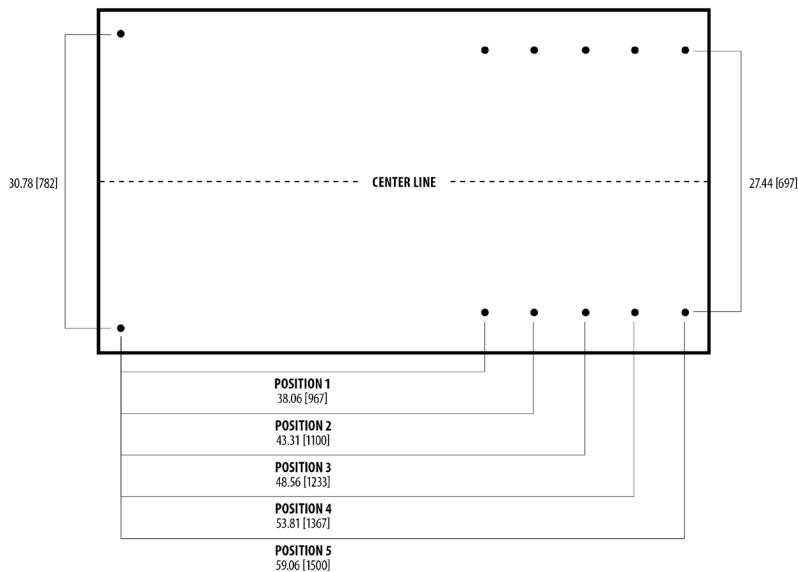 30.78 [782]
CENTER LINE
27.44 [697]
POSITION 1
38.06 [967]
POSITION 2
43.31 [1100]
POSITION 3
48.56 [1233]
POSITION 4
53.81 [1367]
POSITION 5
59.06 [1500]